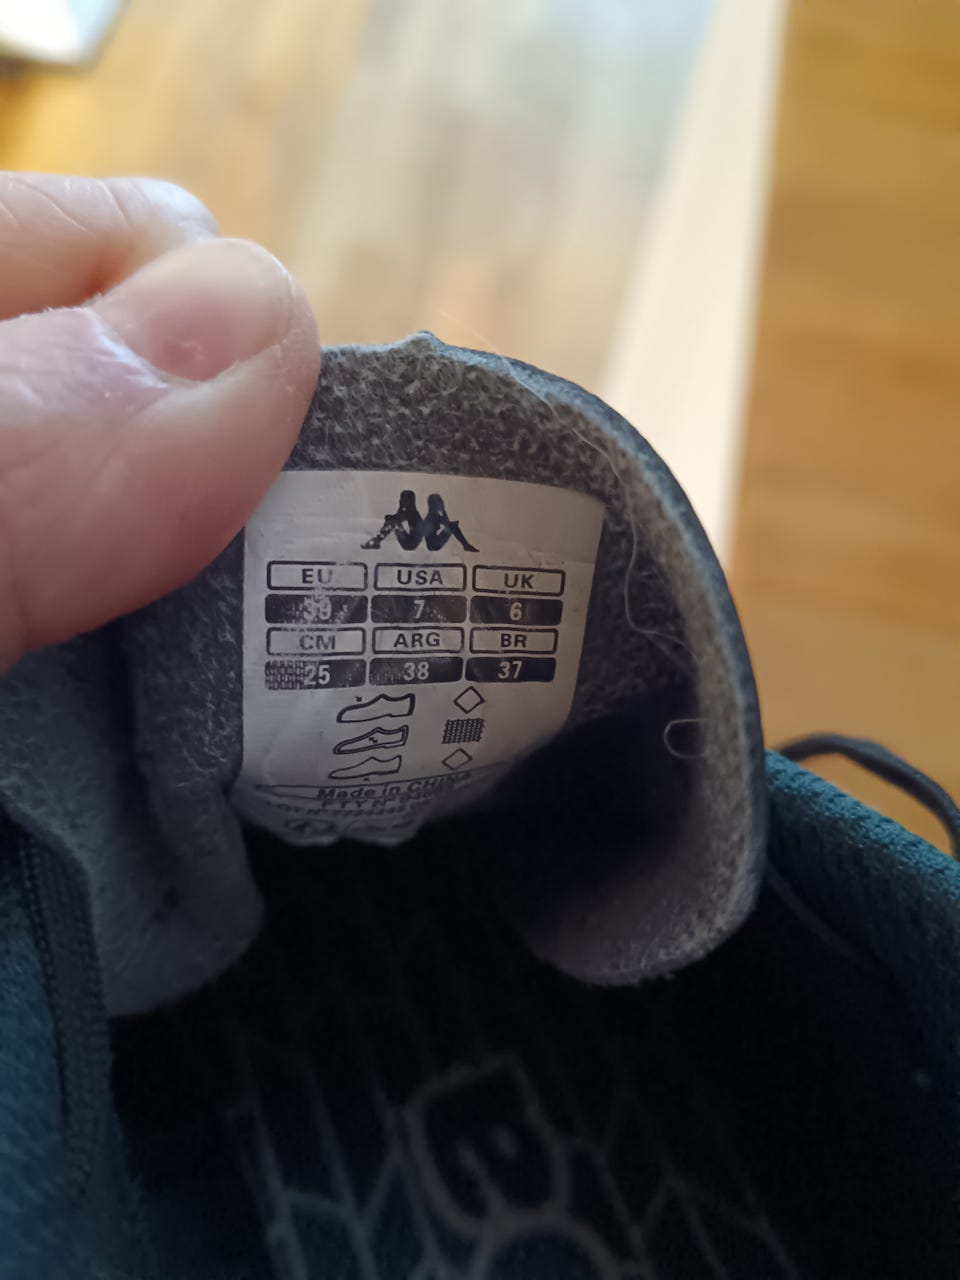 EU USA UK
39 7 6
CM ARG BR
25 38 37
Made in CHINA